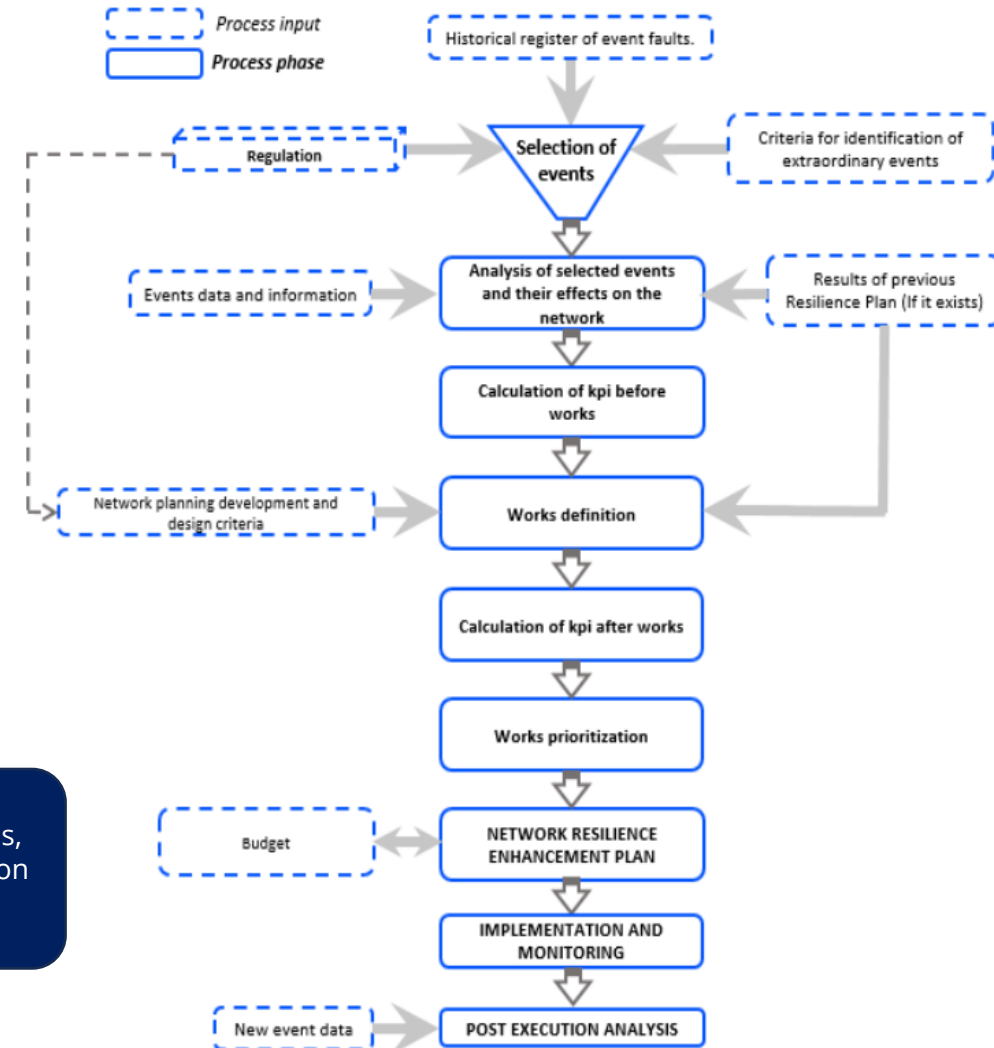 Process input
Process phase
Historical register of event faults.
Regulation
Selection of
events
Criteria for identification of
extraordinary events
Events data and information
Analysis of selected events
and their effects on the
network
Results of previous
Resilience Plan (If it exists)
Calculation of kpi before
works
Network planning development and
design criteria
Works definition
Calculation of kpi after works
Works prioritization
s,
on
Budget
NETWORK RESILIENCE
ENHANCEMENT PLAN
IMPLEMENTATION AND
MONITORING
New event data
POST EXECUTION ANALYSIS